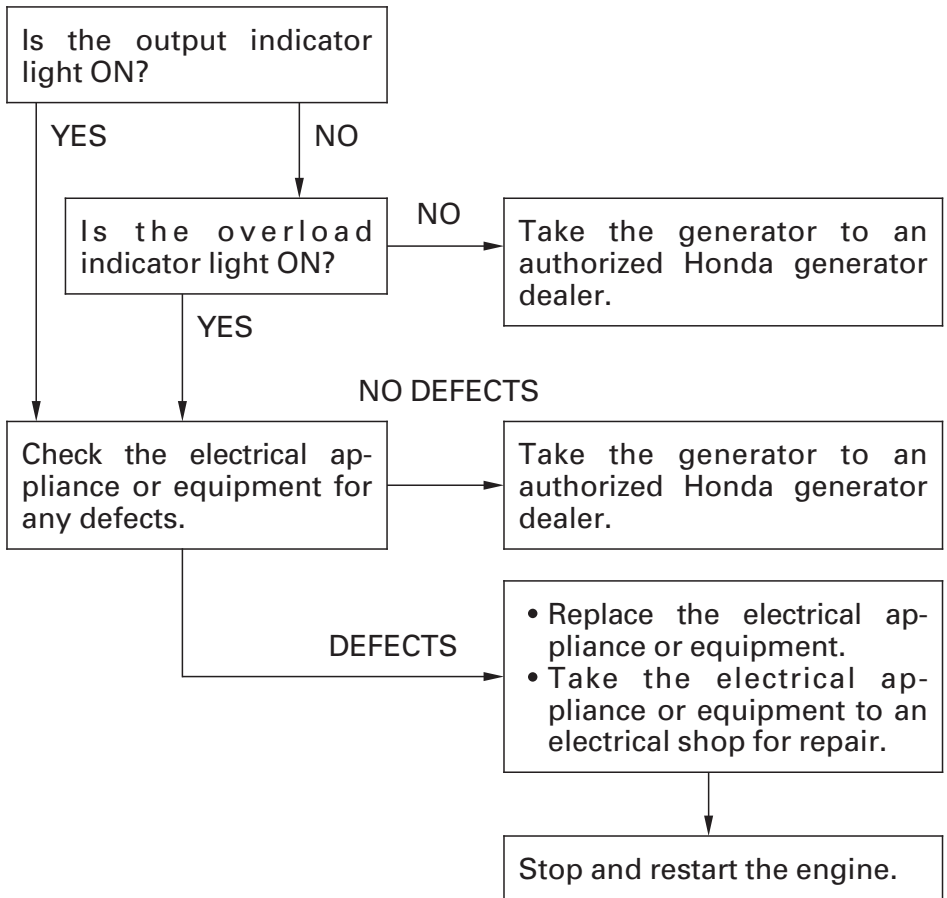 Is the output indicator
light ON?
YES
NO
Is the overload
indicator light ON?
NO
Take the generator to an
authorized Honda generator
dealer.
YES
NO DEFECTS
Check the electrical ap-
pliance or equipment for
any defects.
Take the generator to an
authorized Honda generator
dealer.
DEFECTS
• Replace the electrical ap-
pliance or equipment.
• Take the electrical ap-
pliance or equipment to an
electrical shop for repair.
Stop and restart the engine.